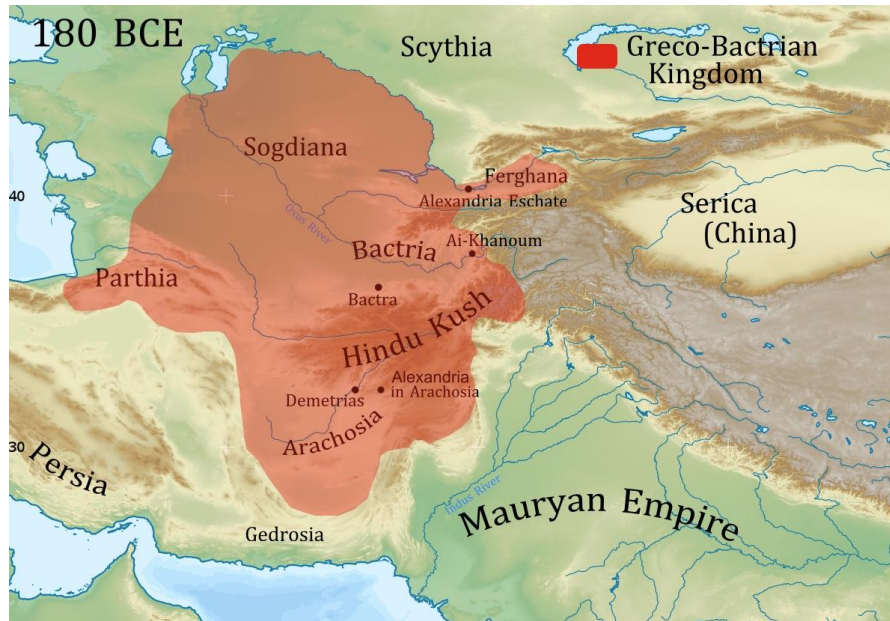 180 BCE
Scythia
Greco-Bactrian
Kingdom
Sogdiana
Ferghana
40
Alexandria Eschate
Serica
(China)
Oxus River
Bactria
Ai-Khanoum
Parthia
Bactra
Hindu Kush
Demetrias
Alexandria
in Arachosia
Arachosia
30
Persia
Indus River
Mauryan Empire
Gedrosia